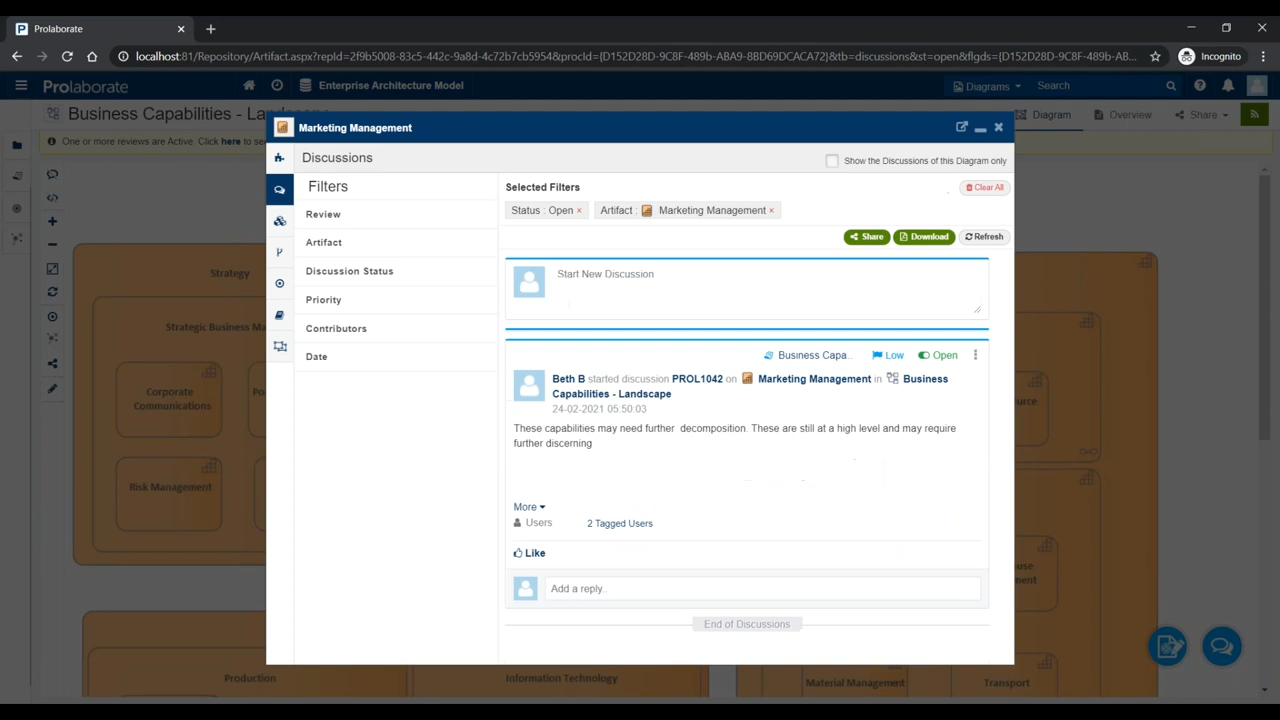 Prolaborate
localhost:81/Repository/Artifact.aspx?repId=2f9b5008-83c5-442c-9a8d-4c72b7cb5954&procId={D152D28D-9C8F-489b-ABA9-8BD69DCACA72}&tb=discussions&st=open&flgds={D152D28D-9C8F-489b-AB...
Incognito
Prolaborate
Enterprise Architecture Model
Diagrams
Search
Business Capabilities - Landscape
Diagram
Overview
Share
One or more reviews are Active. Click here to se
Marketing Management
Discussions
Show the Discussions of this Diagram only
Filters
Review
Artifact
Discussion Status
Priority
Contributors
Date
Selected Filters
Clear All
Status : Open ×
Artifact : Marketing Management ×
Share
Download
Refresh
Start New Discussion
Business Capa..
Low
Open
Beth B started discussion PROL1042 on Marketing Management in Business
Capabilities - Landscape
24-02-2021 05:50:03
These capabilities may need further decomposition. These are still at a high level and may require
further discerning
More
Users
2 Tagged Users
Like
Add a reply..
End of Discussions
Strategy
Strategic Business Ma
Corporate
Communications
Po
Risk Management
Production
Information Technology
Material Management
Transport
urce
use
ment